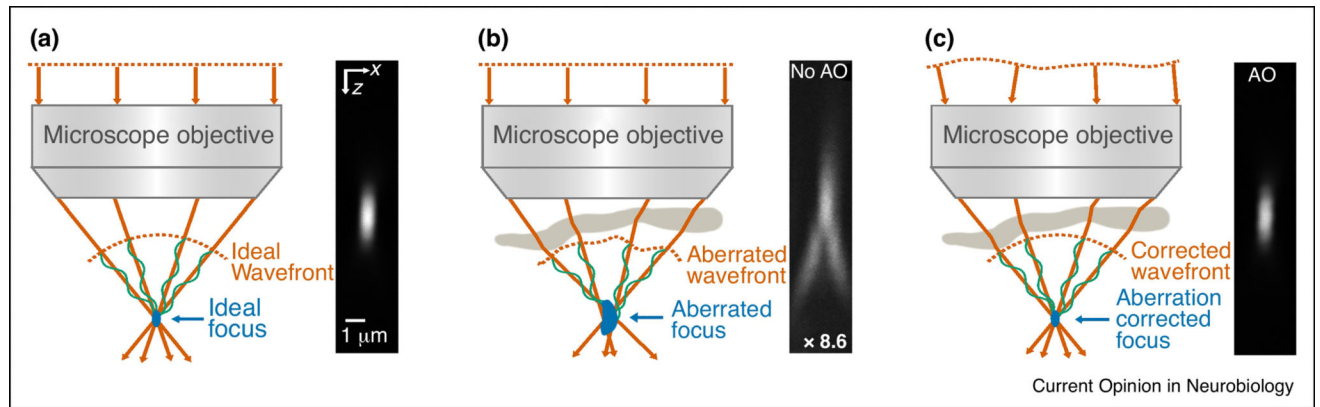 (a)
Microscope objective
Ideal
Wavefront
Ideal
focus
x
z
1 μm
(b)
Microscope objective
Aberrated
wavefront
Aberrated
focus
No AO
× 8.6
(c)
Microscope objective
Corrected
wavefront
Aberration
corrected
focus
AO
Current Opinion in Neurobiology